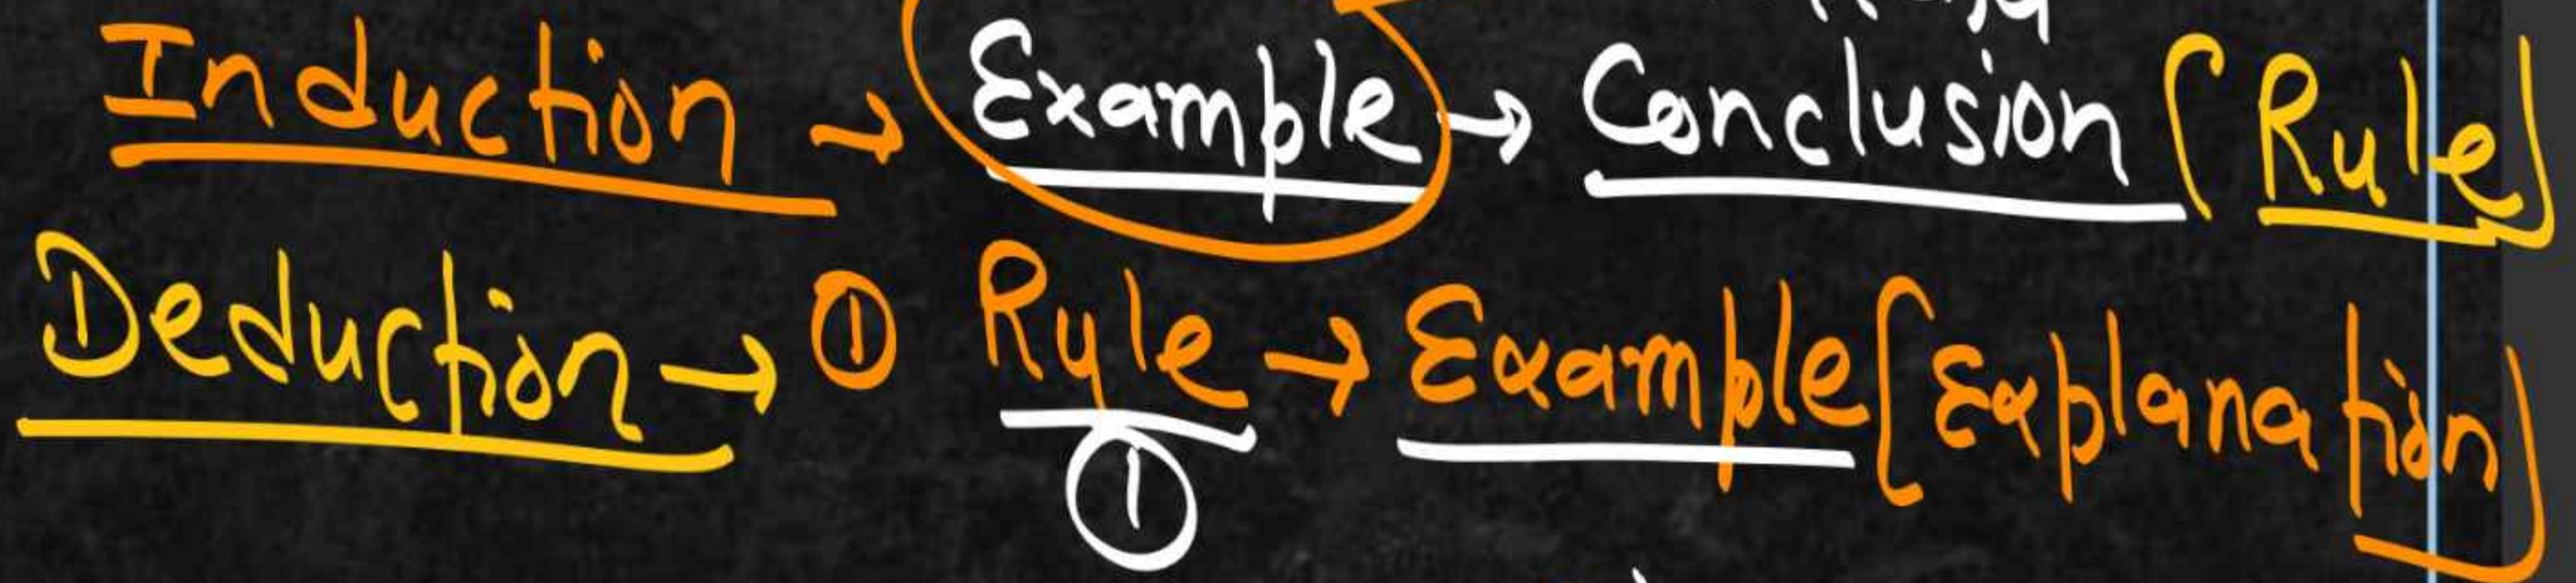 Induction → Example → Conclusion [Rule]
Deduction → ① Rule → Example [Explanation]
①